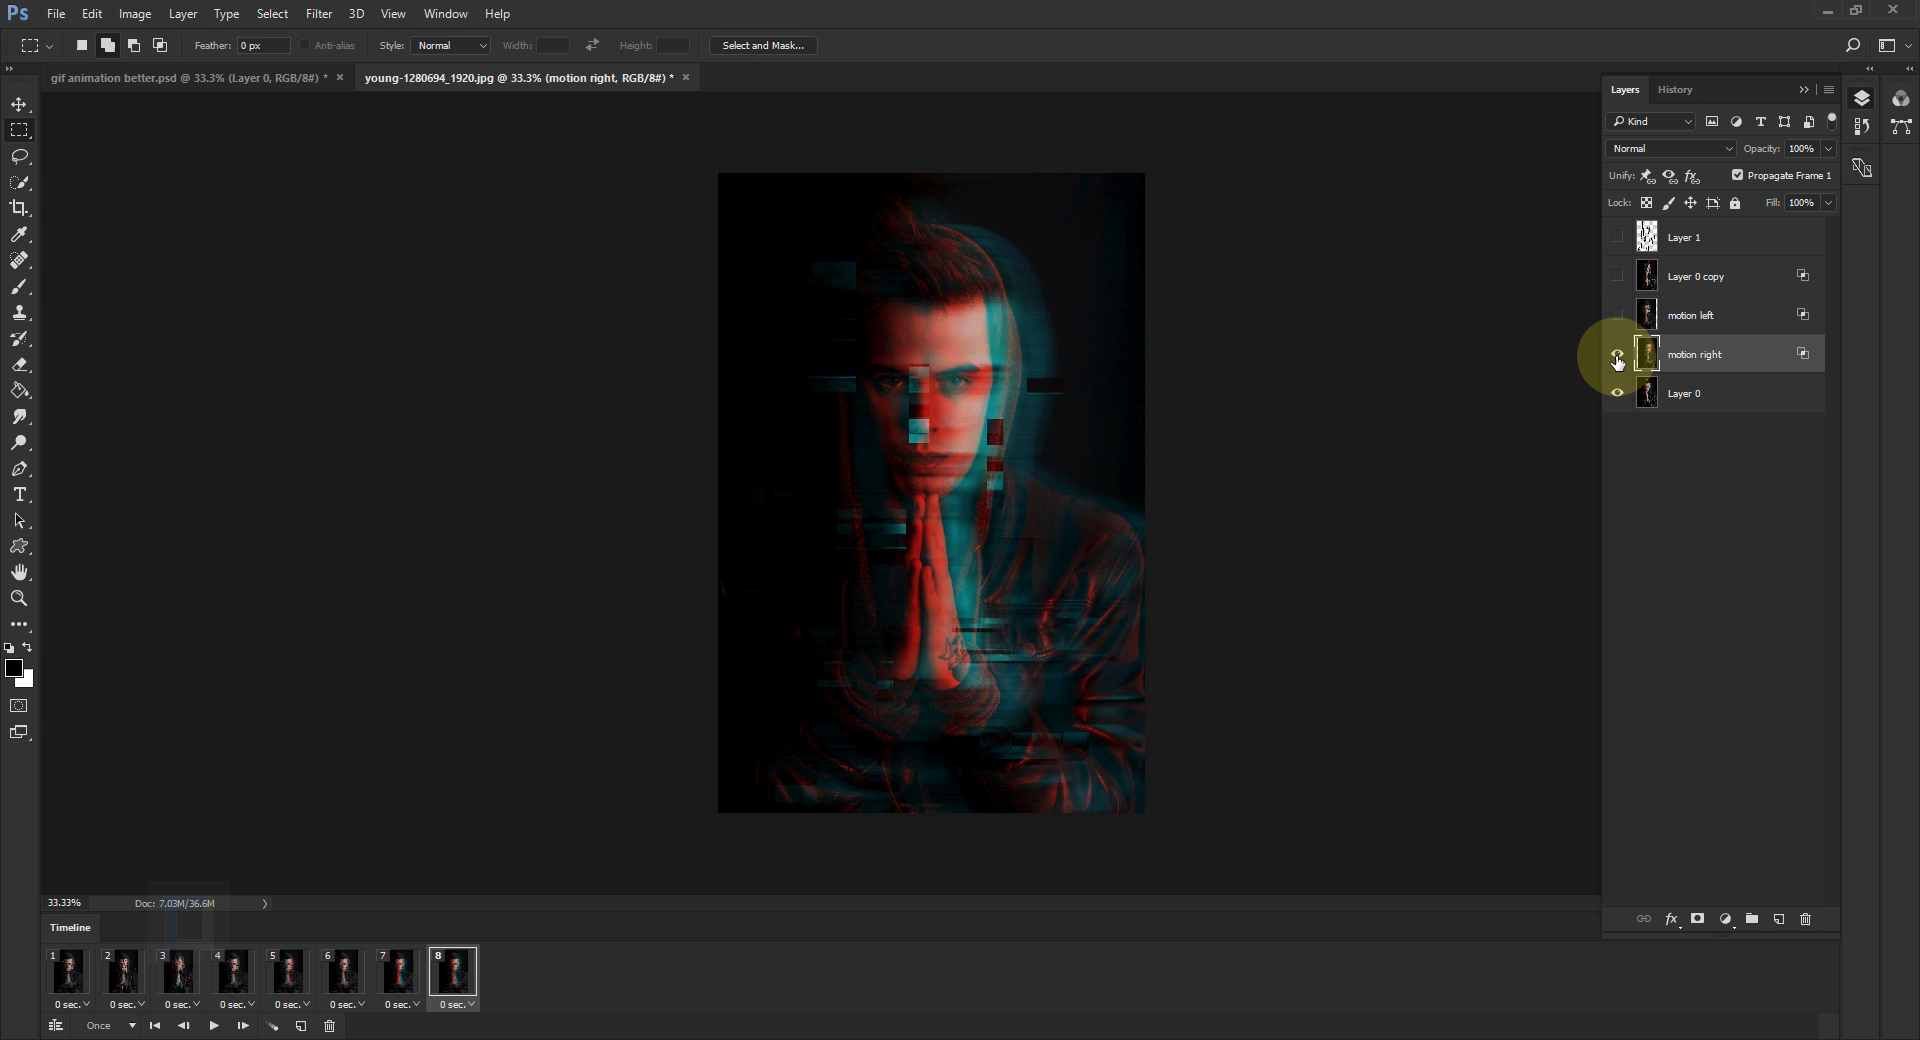 Ps File Edit Image Layer Type Select Filter 3D View Window Help
Feather: 0 px Anti-alias Style: Normal Width: Height: Select and Mask...
gif animation better.psd @ 33.3% (Layer 0, RGB/8#) * × young-1280694_1920.jpg @ 33.3% (motion right, RGB/8#) * ×
Layers History
Kind
Normal Opacity: 100%
Unify: Propagate Frame 1
Lock: Fill: 100%
Layer 1
Layer 0 copy
motion left
motion right
Layer 0
33.33% Doc: 7.03M/36.6M
Timeline
1 2 3 4 5 6 7 8
0 sec. 0 sec. 0 sec. 0 sec. 0 sec. 0 sec. 0 sec. 0 sec.
Once